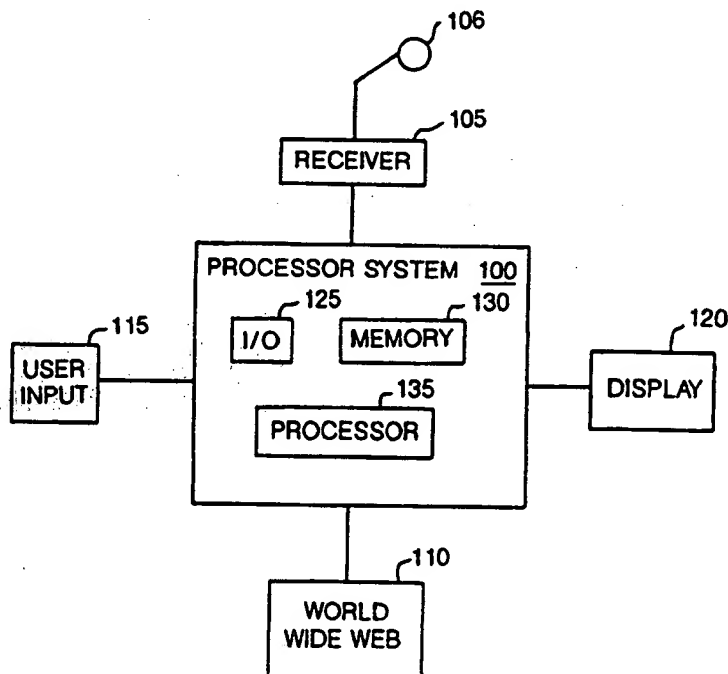 106
105
RECEIVER
PROCESSOR SYSTEM 100
125
130
I/O
MEMORY
115
USER
INPUT
120
DISPLAY
135
PROCESSOR
110
WORLD
WIDE WEB